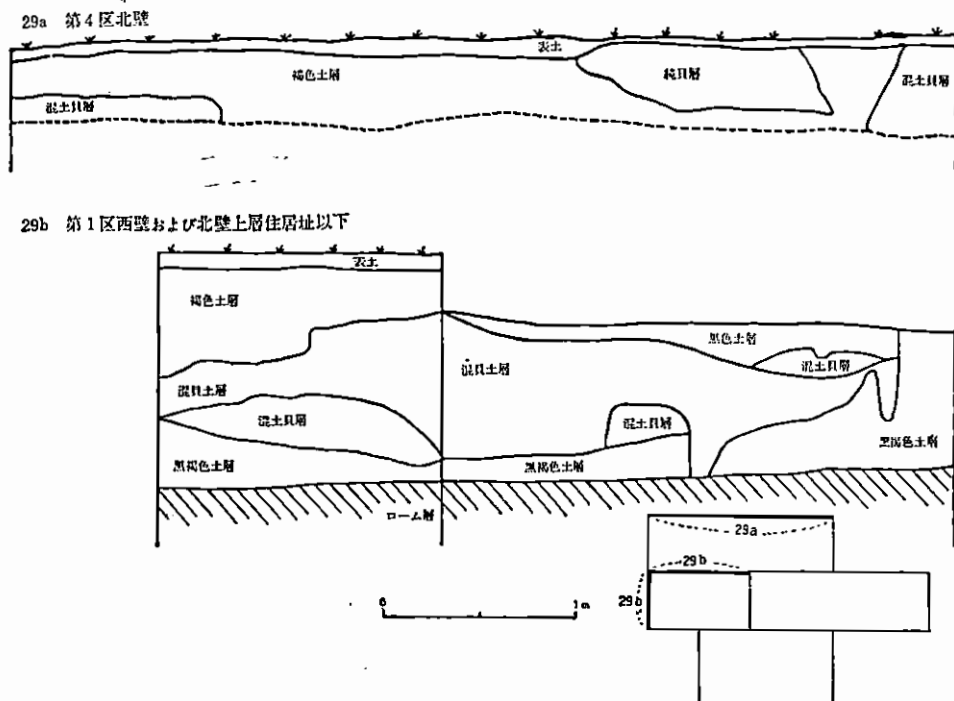 29a 第4区北壁
表土
褐色土層
純貝層
混土貝層
混土貝層
29b 第1区西壁および北壁上層住居址以下
表土
褐色土層
黒色土層
混貝土層
混土貝層
混貝土層
混土貝層
混土貝層
黒褐色土層
黒褐色土層
黒褐色土層
ローム層
29a
29b
29b
0 1m